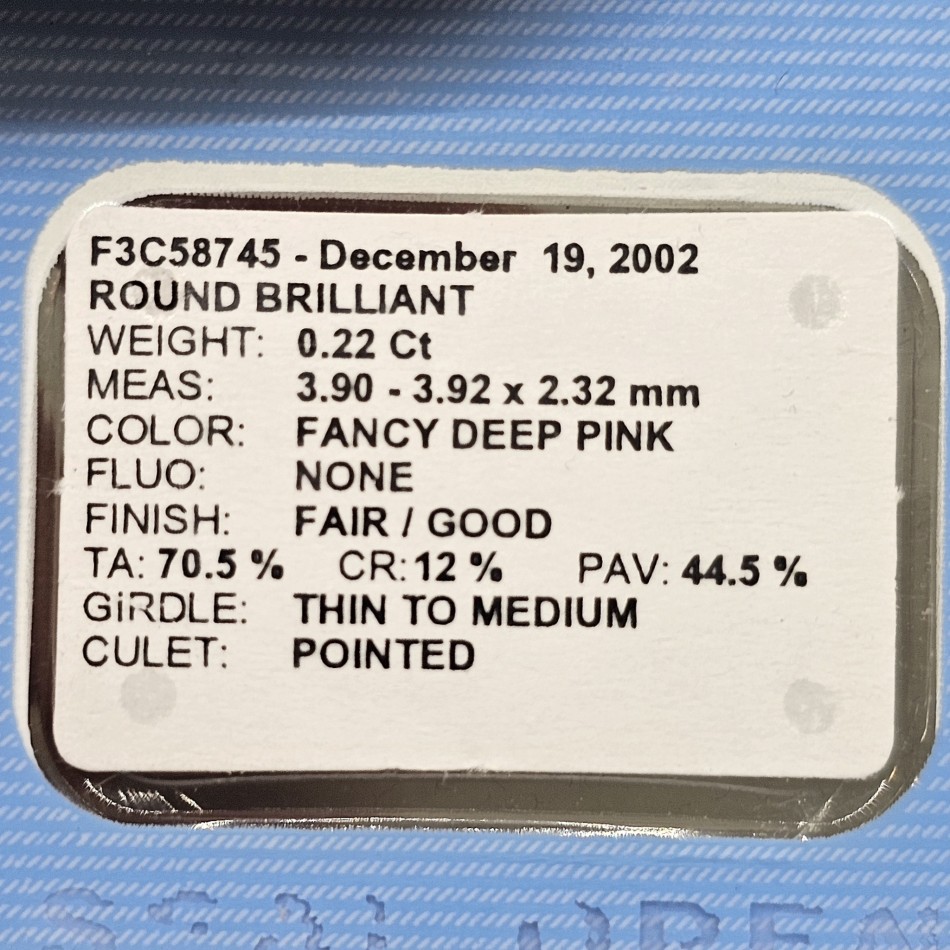 F3C58745 - December 19, 2002
ROUND BRILLIANT
WEIGHT: 0.22 Ct
MEAS: 3.90 - 3.92 x 2.32 mm
COLOR: FANCY DEEP PINK
FLUO: NONE
FINISH: FAIR / GOOD
TA: 70.5 % CR: 12 % PAV: 44.5 %
GiRDLE: THIN TO MEDIUM
CULET: POINTED